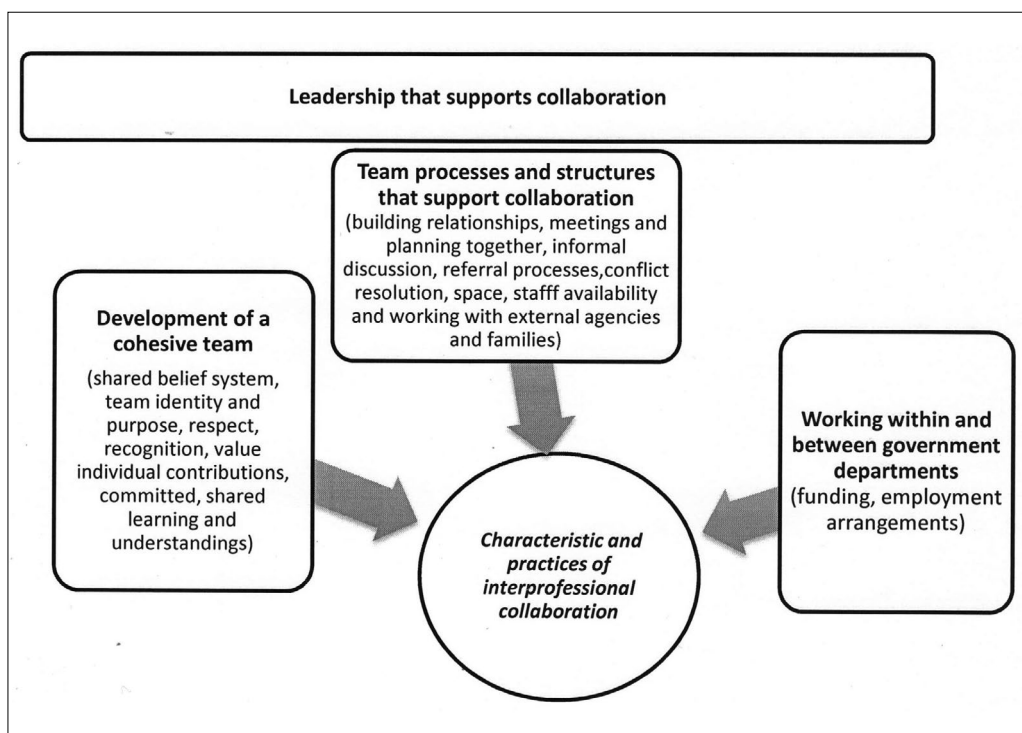 Leadership that supports collaboration
Team processes and structures
that support collaboration
(building relationships, meetings and
planning together, informal
discussion, referral processes,conflict
resolution, space, stafff availability
and working with external agencies
and families)
Development of a
cohesive team
(shared belief system,
team identity and
purpose, respect,
recognition, value
individual contributions,
committed, shared
learning and
understandings)
Working within and
between government
departments
(funding, employment
arrangements)
Characteristic and
practices of
interprofessional
collaboration